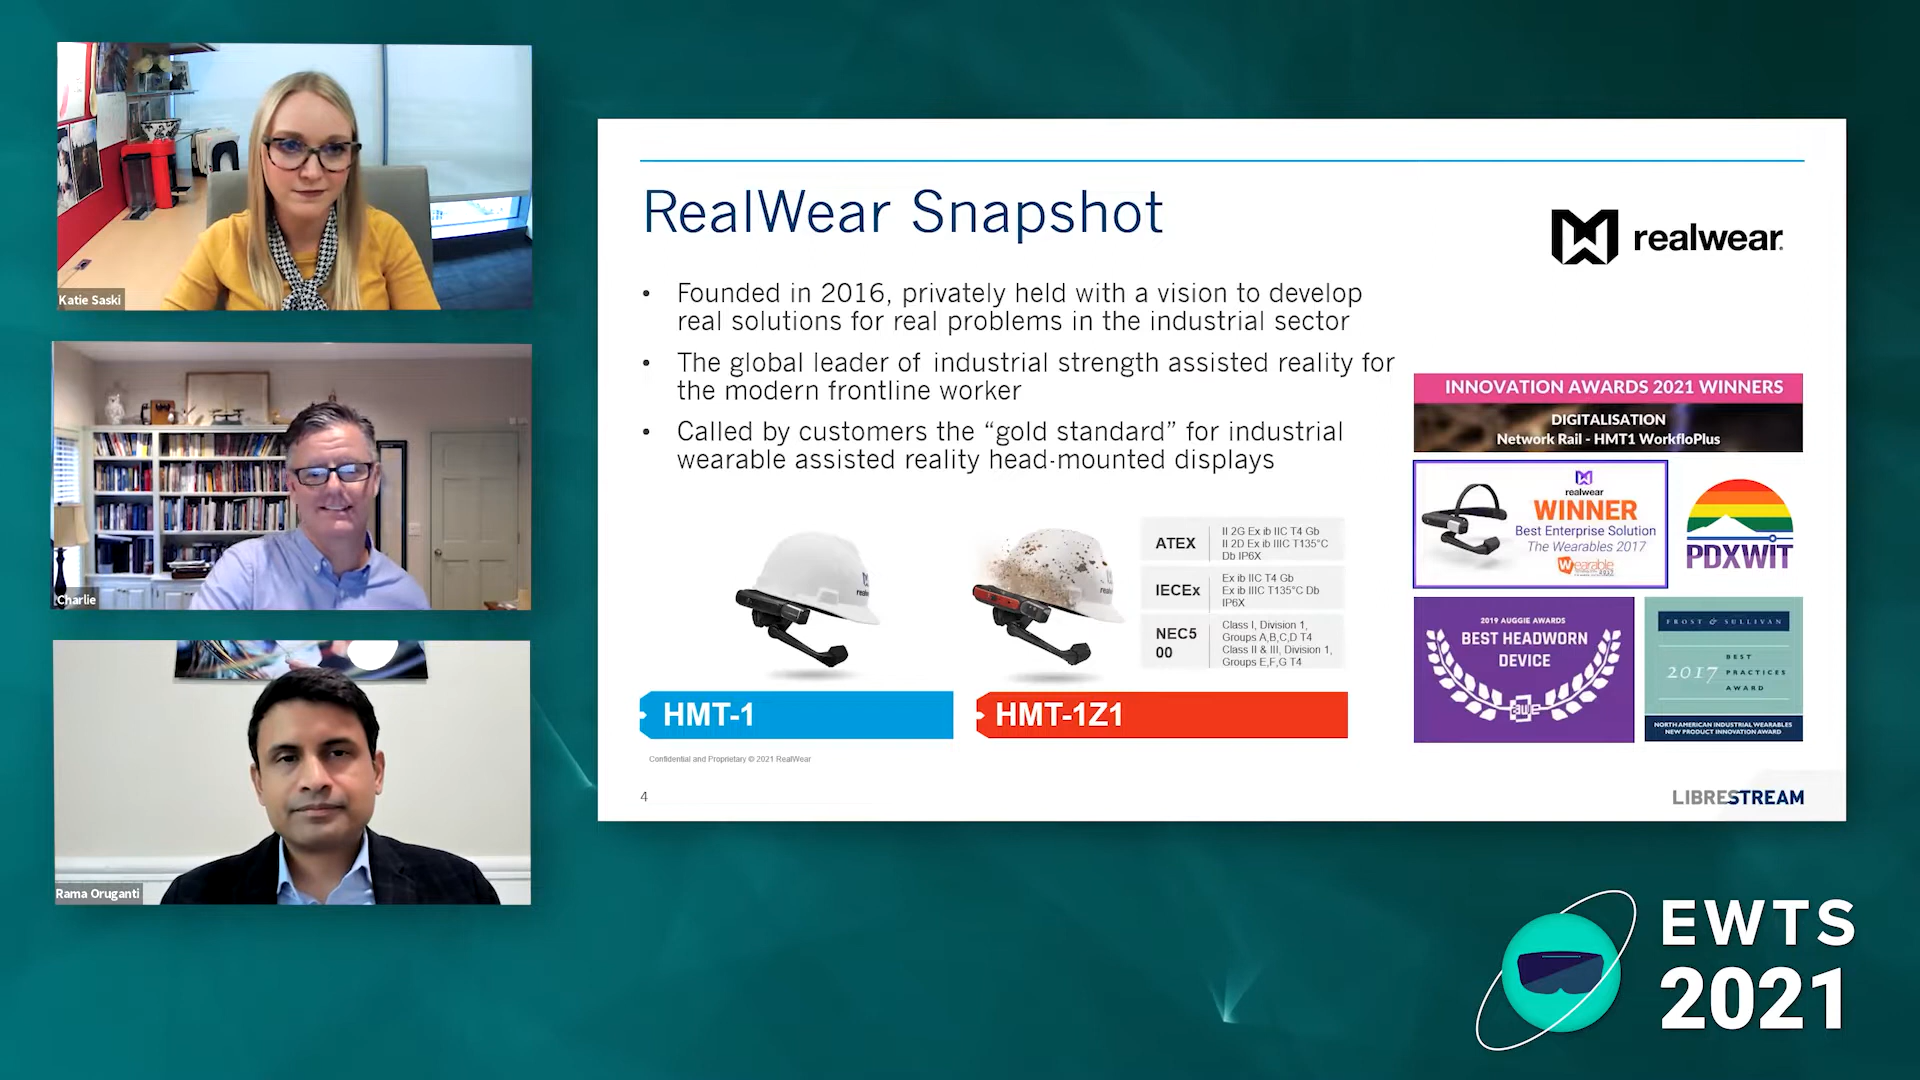 Katie Saski
Charlie
Rama Oruganti
RealWear Snapshot
realwear
• Founded in 2016, privately held with a vision to develop
real solutions for real problems in the industrial sector
• The global leader of industrial strength assisted reality for
the modern frontline worker
• Called by customers the “gold standard” for industrial
wearable assisted reality head-mounted displays
ATEX
II 2G Ex ib IIC T4 Gb
II 2D Ex ib IIIC T135°C
Db IP6X
IECEx
Ex ib IIC T4 Gb
Ex ib IIIC T135°C Db
IP6X
NEC5
00
Class I, Division 1,
Groups A,B,C,D T4
Class II & III, Division 1,
Groups E,F,G T4
HMT-1
HMT-1Z1
INNOVATION AWARDS 2021 WINNERS
DIGITALISATION
Network Rail - HMT1 WorkfloPlus
realwear
WINNER
Best Enterprise Solution
The Wearables 2017
Wearable
PDXWIT
2019 AUGGIE AWARDS
BEST HEADWORN
DEVICE
awe
FROST & SULLIVAN
2017
BEST
PRACTICES
AWARD
NORTH AMERICAN INDUSTRIAL WEARABLES
NEW PRODUCT INNOVATION AWARD
Confidential and Proprietary © 2021 RealWear
4
LIBRESTREAM
EWTS
2021